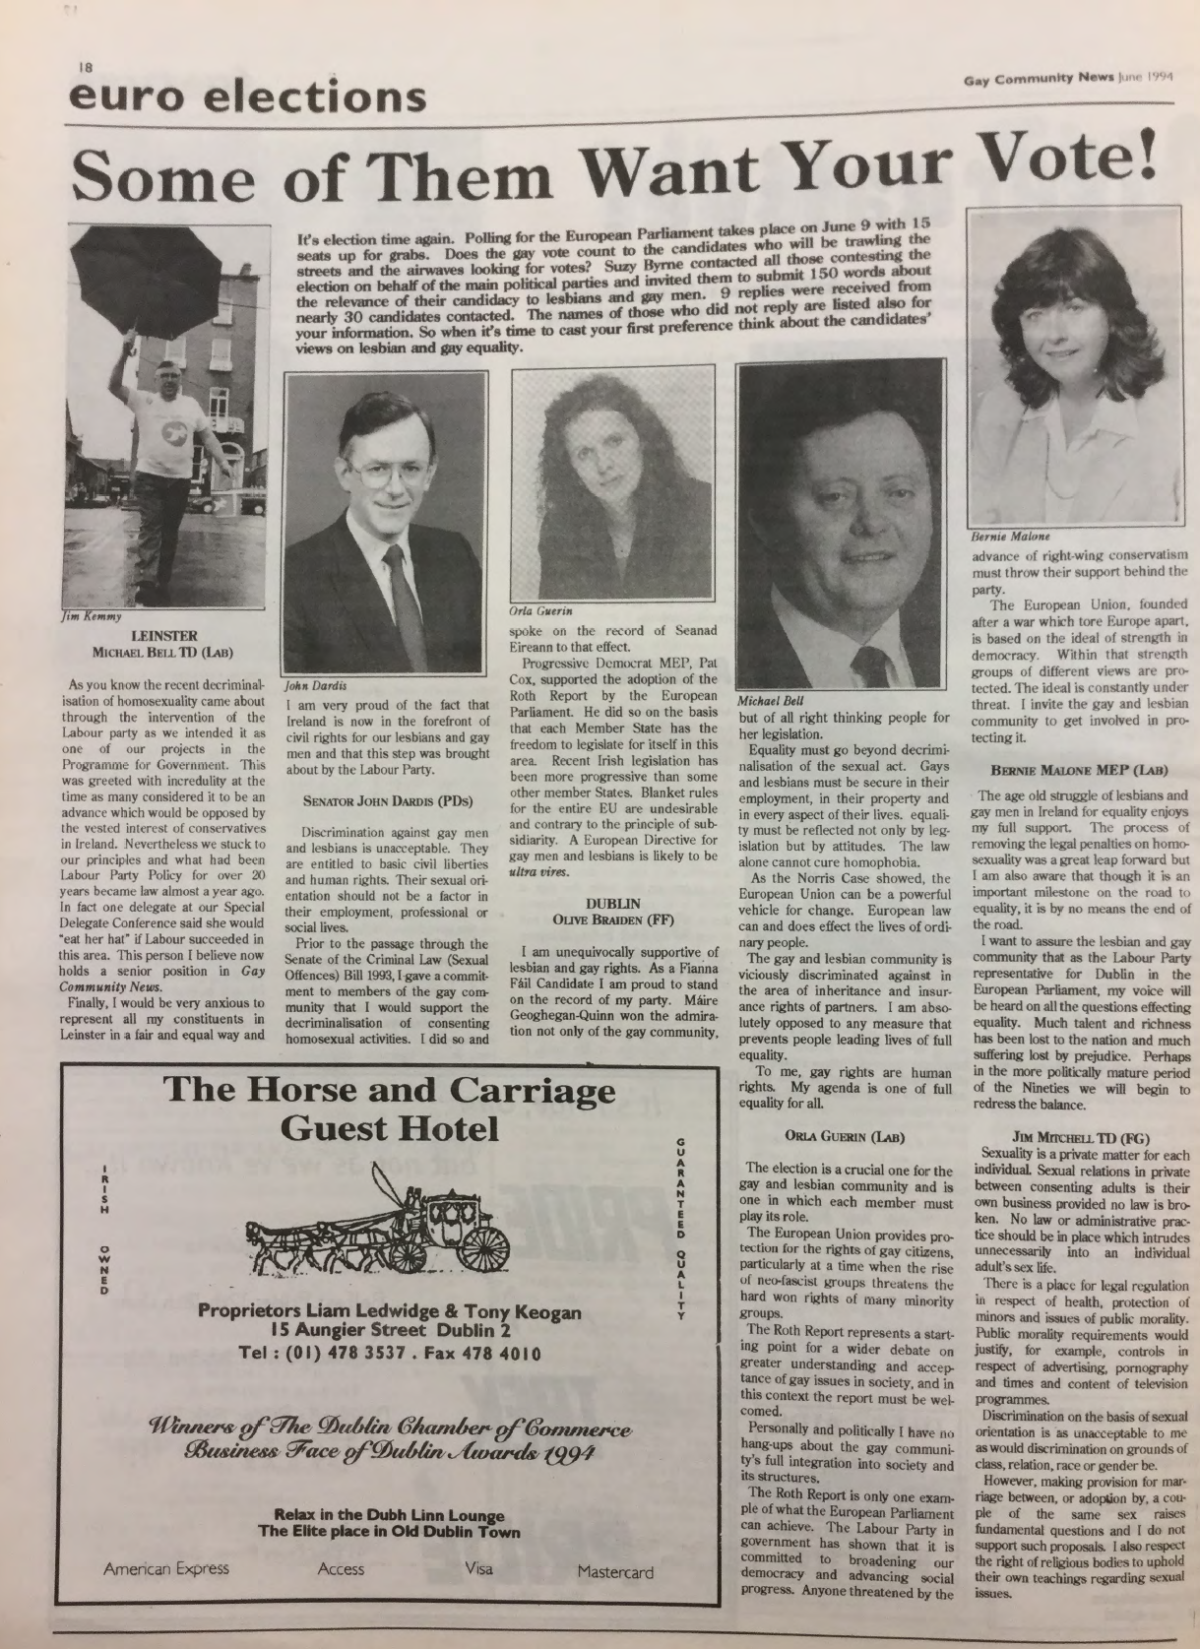 18
euro elections
Gay Community News June 1994
Some of Them Want Your Vote!
It's election time again. Polling for the European Parliament takes place on June 9 with 15
seats up for grabs. Does the gay vote count to the candidates who will be trawling the
streets and the airwaves looking for votes? Suzy Byrne contacted all those contesting the
election on behalf of the main political parties and invited them to submit 150 words about
the relevance of their candidacy to lesbians and gay men. 9 replies were received from
nearly 30 candidates contacted. The names of those who did not reply are listed also for
your information. So when it's time to cast your first preference think about the candidates'
views on lesbian and gay equality.
Jim Kemmy
LEINSTER
MICHAEL BELL TD (LAB)
As you know the recent decriminal-
isation of homosexuality came about
through the intervention of the
Labour party as we intended it as
one of our projects in the
Programme for Government. This
was greeted with incredulity at the
time as many considered it to be an
advance which would be opposed by
the vested interest of conservatives
in Ireland. Nevertheless we stuck to
our principles and what had been
Labour Party Policy for over 20
years became law almost a year ago.
In fact one delegate at our Special
Delegate Conference said she would
"eat her hat" if Labour succeeded in
this area. This person I believe now
holds a senior position in Gay
Community News.
Finally, I would be very anxious to
represent all my constituents in
Leinster in a fair and equal way and
John Dardis
I am very proud of the fact that
Ireland is now in the forefront of
civil rights for our lesbians and gay
men and that this step was brought
about by the Labour Party.
SENATOR JOHN DARDIS (PDs)
Discrimination against gay men
and lesbians is unacceptable. They
are entitled to basic civil liberties
and human rights. Their sexual ori-
entation should not be a factor in
their employment, professional or
social lives.
Prior to the passage through the
Senate of the Criminal Law (Sexual
Offences) Bill 1993, I gave a commit-
ment to members of the gay com-
munity that I would support the
decriminalisation of consenting
homosexual activities. I did so and
Orla Guerin
spoke on the record of Seanad
Eireann to that effect.
Progressive Democrat MEP, Pat
Cox, supported the adoption of the
Roth Report by the European
Parliament. He did so on the basis
that each Member State has the
freedom to legislate for itself in this
area. Recent Irish legislation has
been more progressive than some
other member States. Blanket rules
for the entire EU are undesirable
and contrary to the principle of sub-
sidiarity. A European Directive for
gay men and lesbians is likely to be
ultra vires.
DUBLIN
OLIVE BRAIDEN (FF)
I am unequivocally supportive of
lesbian and gay rights. As a Fianna
Fáil Candidate I am proud to stand
on the record of my party. Máire
Geoghegan-Quinn won the admira-
tion not only of the gay community,
Michael Bell
but of all right thinking people for
her legislation.
Equality must go beyond decrimi-
nalisation of the sexual act. Gays
and lesbians must be secure in their
employment, in their property and
in every aspect of their lives. equali-
ty must be reflected not only by leg-
islation but by attitudes. The law
alone cannot cure homophobia.
As the Norris Case showed, the
European Union can be a powerful
vehicle for change. European law
can and does effect the lives of ordi-
nary people.
The gay and lesbian community is
viciously discriminated against in
the area of inheritance and insur-
ance rights of partners. I am abso-
lutely opposed to any measure that
prevents people leading lives of full
equality.
To me, gay rights are human
rights. My agenda is one of full
equality for all.
ORLA GUERIN (LAB)
The election is a crucial one for the
gay and lesbian community and is
one in which each member must
play its role.
The European Union provides pro-
tection for the rights of gay citizens,
particularly at a time when the rise
of neo-fascist groups threatens the
hard won rights of many minority
groups.
The Roth Report represents a start-
ing point for a wider debate on
greater understanding and accep-
tance of gay issues in society, and in
this context the report must be wel-
comed.
Personally and politically I have no
hang-ups about the gay communi-
ty's full integration into society and
its structures.
The Roth Report is only one exam-
ple of what the European Parliament
can achieve. The Labour Party in
government has shown that it is
committed to broadening our
democracy and advancing social
progress. Anyone threatened by the
Bernie Malone
advance of right-wing conservatism
must throw their support behind the
party.
The European Union, founded
after a war which tore Europe apart,
is based on the ideal of strength in
democracy. Within that strength
groups of different views are pro-
tected. The ideal is constantly under
threat. I invite the gay and lesbian
community to get involved in pro-
tecting it.
BERNIE MALONE MEP (LAB)
The age old struggle of lesbians and
gay men in Ireland for equality enjoys
my full support. The process of
removing the legal penalties on homo-
sexuality was a great leap forward but
I am also aware that though it is an
important milestone on the road to
equality, it is by no means the end of
the road.
I want to assure the lesbian and gay
community that as the Labour Party
representative for Dublin in the
European Parliament, my voice will
be heard on all the questions effecting
equality. Much talent and richness
has been lost to the nation and much
suffering lost by prejudice. Perhaps
in the more politically mature period
of the Nineties we will begin to
redress the balance.
JIM MITCHELL TD (FG)
Sexuality is a private matter for each
individual. Sexual relations in private
between consenting adults is their
own business provided no law is bro-
ken. No law or administrative prac-
tice should be in place which intrudes
unnecessarily into an individual
adult's sex life.
There is a place for legal regulation
in respect of health, protection of
minors and issues of public morality.
Public morality requirements would
justify, for example, controls in
respect of advertising, pornography
and times and content of television
programmes.
Discrimination on the basis of sexual
orientation is as unacceptable to me
as would discrimination on grounds of
class, relation, race or gender be.
However, making provision for mar-
riage between, or adoption by, a cou-
ple of the same sex raises
fundamental questions and I do not
support such proposals. I also respect
the right of religious bodies to uphold
their own teachings regarding sexual
issues.
The Horse and Carriage
Guest Hotel
IRISH OWNED
GUARANTEED QUALITY
Proprietors Liam Ledwidge & Tony Keogan
15 Aungier Street Dublin 2
Tel : (01) 478 3537 . Fax 478 4010
Winners of The Dublin Chamber of Commerce
Business Face of Dublin Awards 1994
Relax in the Dubh Linn Lounge
The Elite place in Old Dublin Town
American Express Access Visa Mastercard